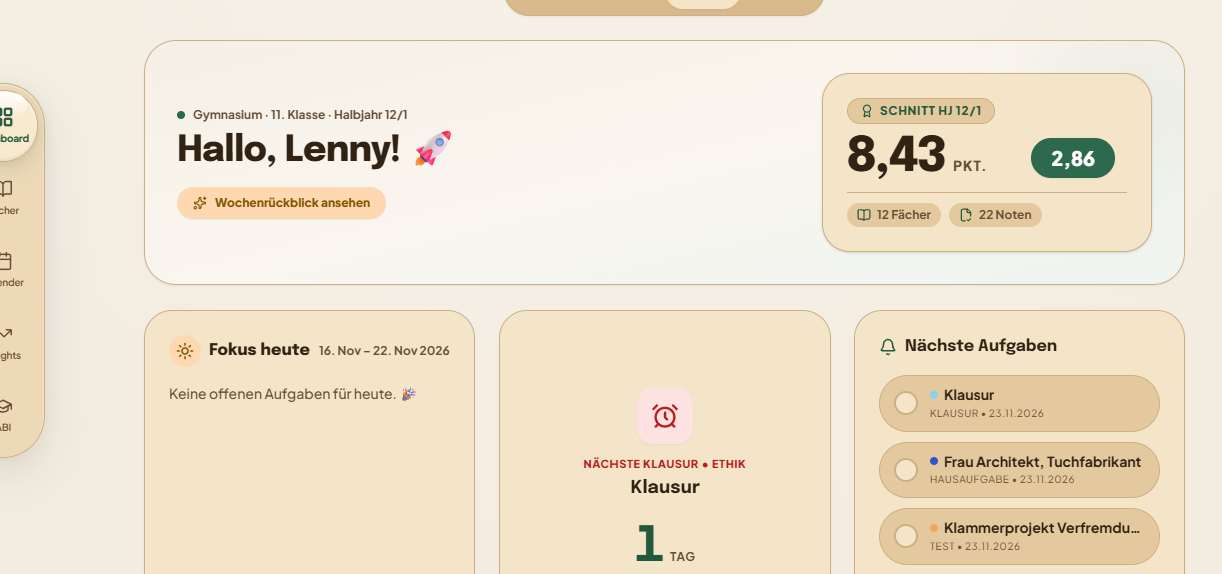 board
cher
ender
ghts
ABI
Gymnasium · 11. Klasse · Halbjahr 12/1
Hallo, Lenny! 🚀
Wochenrückblick ansehen
SCHNITT HJ 12/1
8,43 PKT.
2,86
12 Fächer
22 Noten
Fokus heute 16. Nov – 22. Nov 2026
Keine offenen Aufgaben für heute. 🎉
NÄCHSTE KLAUSUR • ETHIK
Klausur
1 TAG
Nächste Aufgaben
Klausur
KLAUSUR • 23.11.2026
Frau Architekt, Tuchfabrikant
HAUSAUFGABE • 23.11.2026
Klammerprojekt Verfremdu...
TEST • 23.11.2026